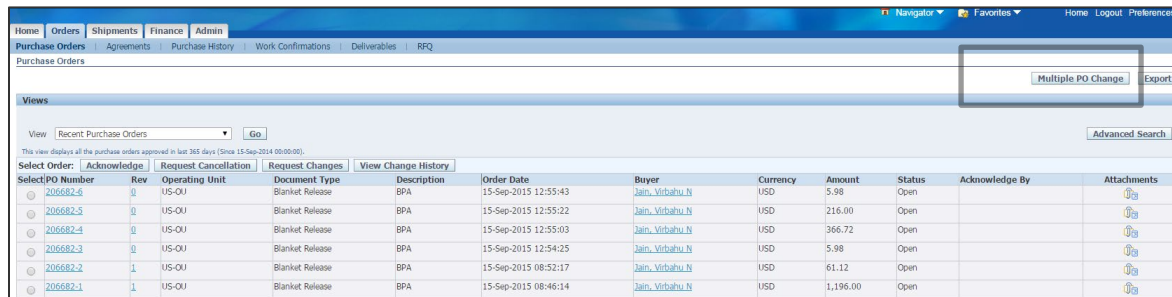 Navigator Favorites Home Logout Preferences
Home Orders Shipments Finance Admin
Purchase Orders | Agreements | Purchase History | Work Confirmations | Deliverables | RFQ
Purchase Orders
Multiple PO Change Export
Views
View Recent Purchase Orders Go Advanced Search
This view displays all the purchase orders approved in last 365 days (Since 15-Sep-2014 00:00:00).
Select Order: Acknowledge Request Cancellation Request Changes View Change History
Select PO Number Rev Operating Unit Document Type Description Order Date Buyer Currency Amount Status Acknowledge By Attachments
206682-6 0 US-OU Blanket Release BPA 15-Sep-2015 12:55:43 Jain, Virbahu N USD 5.98 Open
206682-5 0 US-OU Blanket Release BPA 15-Sep-2015 12:55:22 Jain, Virbahu N USD 216.00 Open
206682-4 0 US-OU Blanket Release BPA 15-Sep-2015 12:55:03 Jain, Virbahu N USD 366.72 Open
206682-3 0 US-OU Blanket Release BPA 15-Sep-2015 12:54:25 Jain, Virbahu N USD 5.98 Open
206682-2 1 US-OU Blanket Release BPA 15-Sep-2015 08:52:17 Jain, Virbahu N USD 61.12 Open
206682-1 1 US-OU Blanket Release BPA 15-Sep-2015 08:46:14 Jain, Virbahu N USD 1,196.00 Open